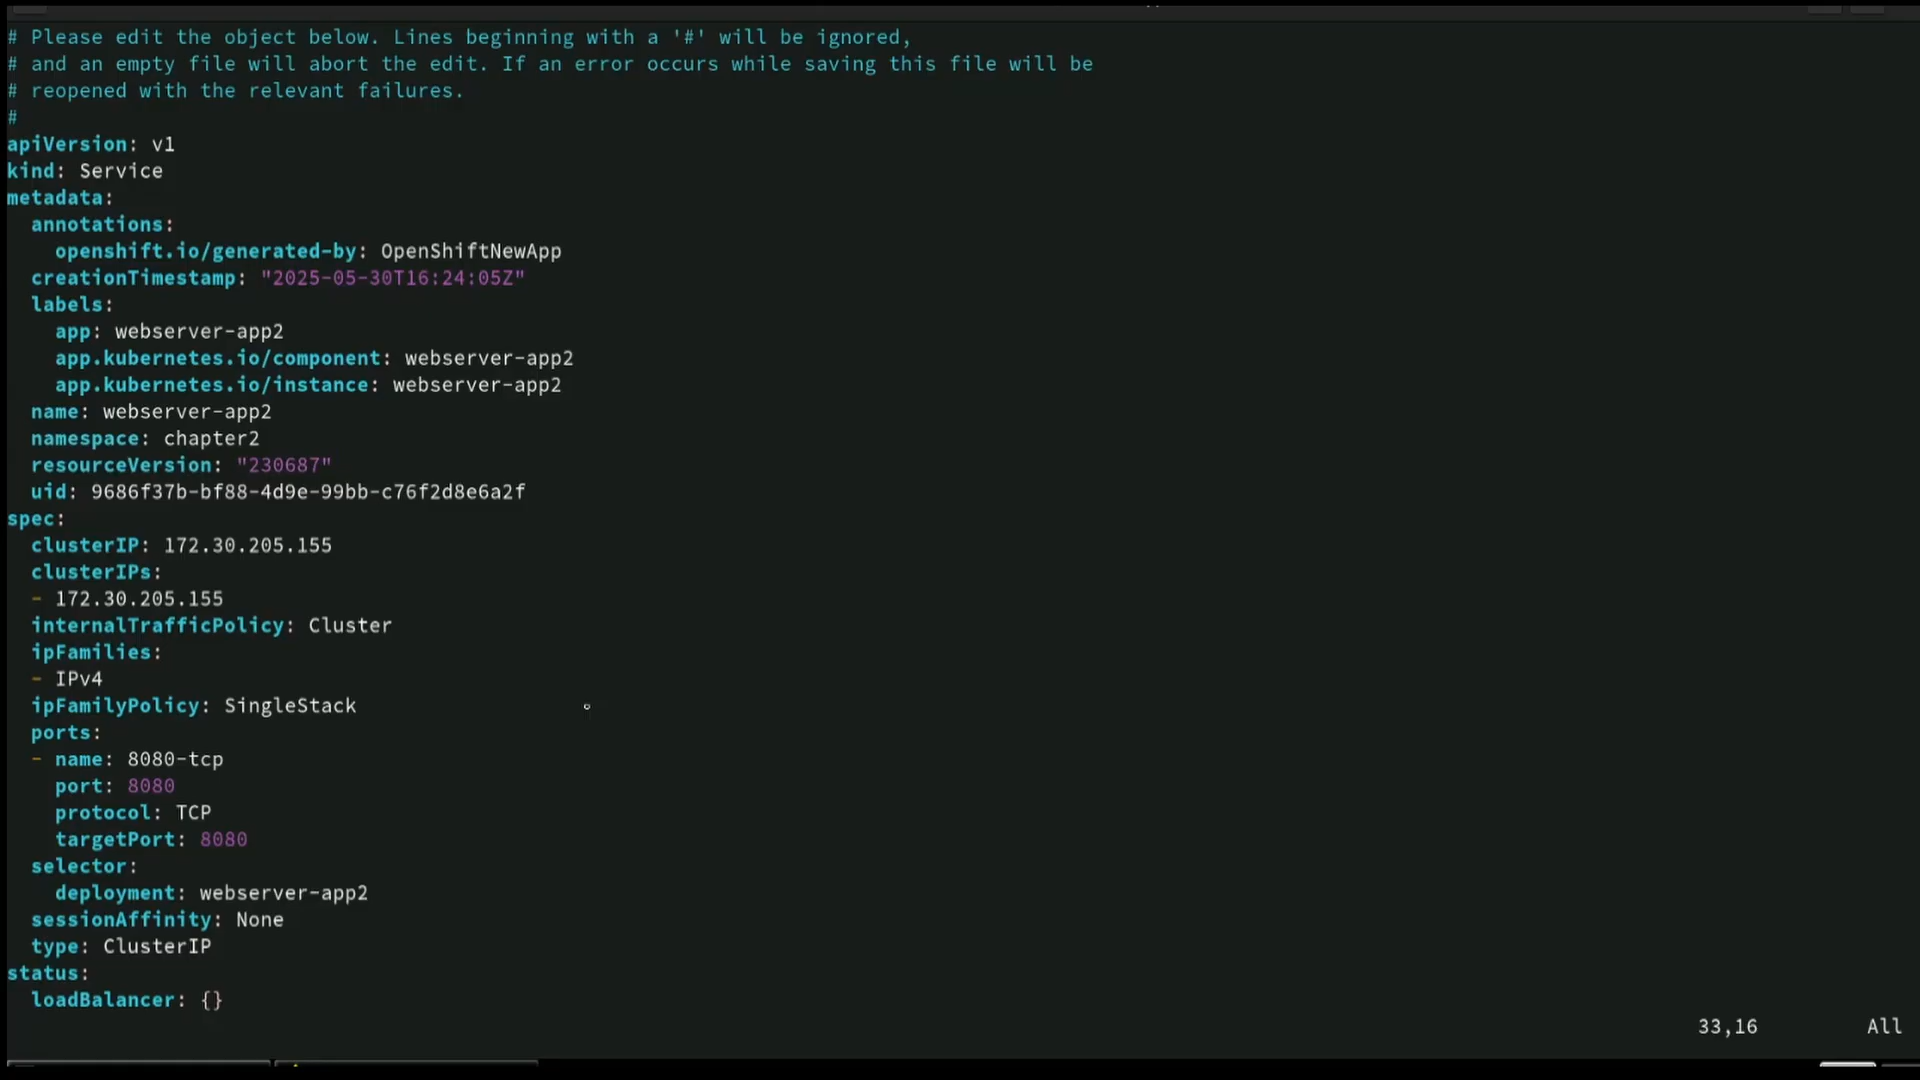 # Please edit the object below. Lines beginning with a '#' will be ignored,
# and an empty file will abort the edit. If an error occurs while saving this file will be
# reopened with the relevant failures.
#
apiVersion: v1
kind: Service
metadata:
  annotations:
    openshift.io/generated-by: OpenShiftNewApp
  creationTimestamp: "2025-05-30T16:24:05Z"
  labels:
    app: webserver-app2
    app.kubernetes.io/component: webserver-app2
    app.kubernetes.io/instance: webserver-app2
  name: webserver-app2
  namespace: chapter2
  resourceVersion: "230687"
  uid: 9686f37b-bf88-4d9e-99bb-c76f2d8e6a2f
spec:
  clusterIP: 172.30.205.155
  clusterIPs:
  - 172.30.205.155
  internalTrafficPolicy: Cluster
  ipFamilies:
  - IPv4
  ipFamilyPolicy: SingleStack
  ports:
  - name: 8080-tcp
    port: 8080
    protocol: TCP
    targetPort: 8080
  selector:
    deployment: webserver-app2
  sessionAffinity: None
  type: ClusterIP
status:
  loadBalancer: {}
33,16 All